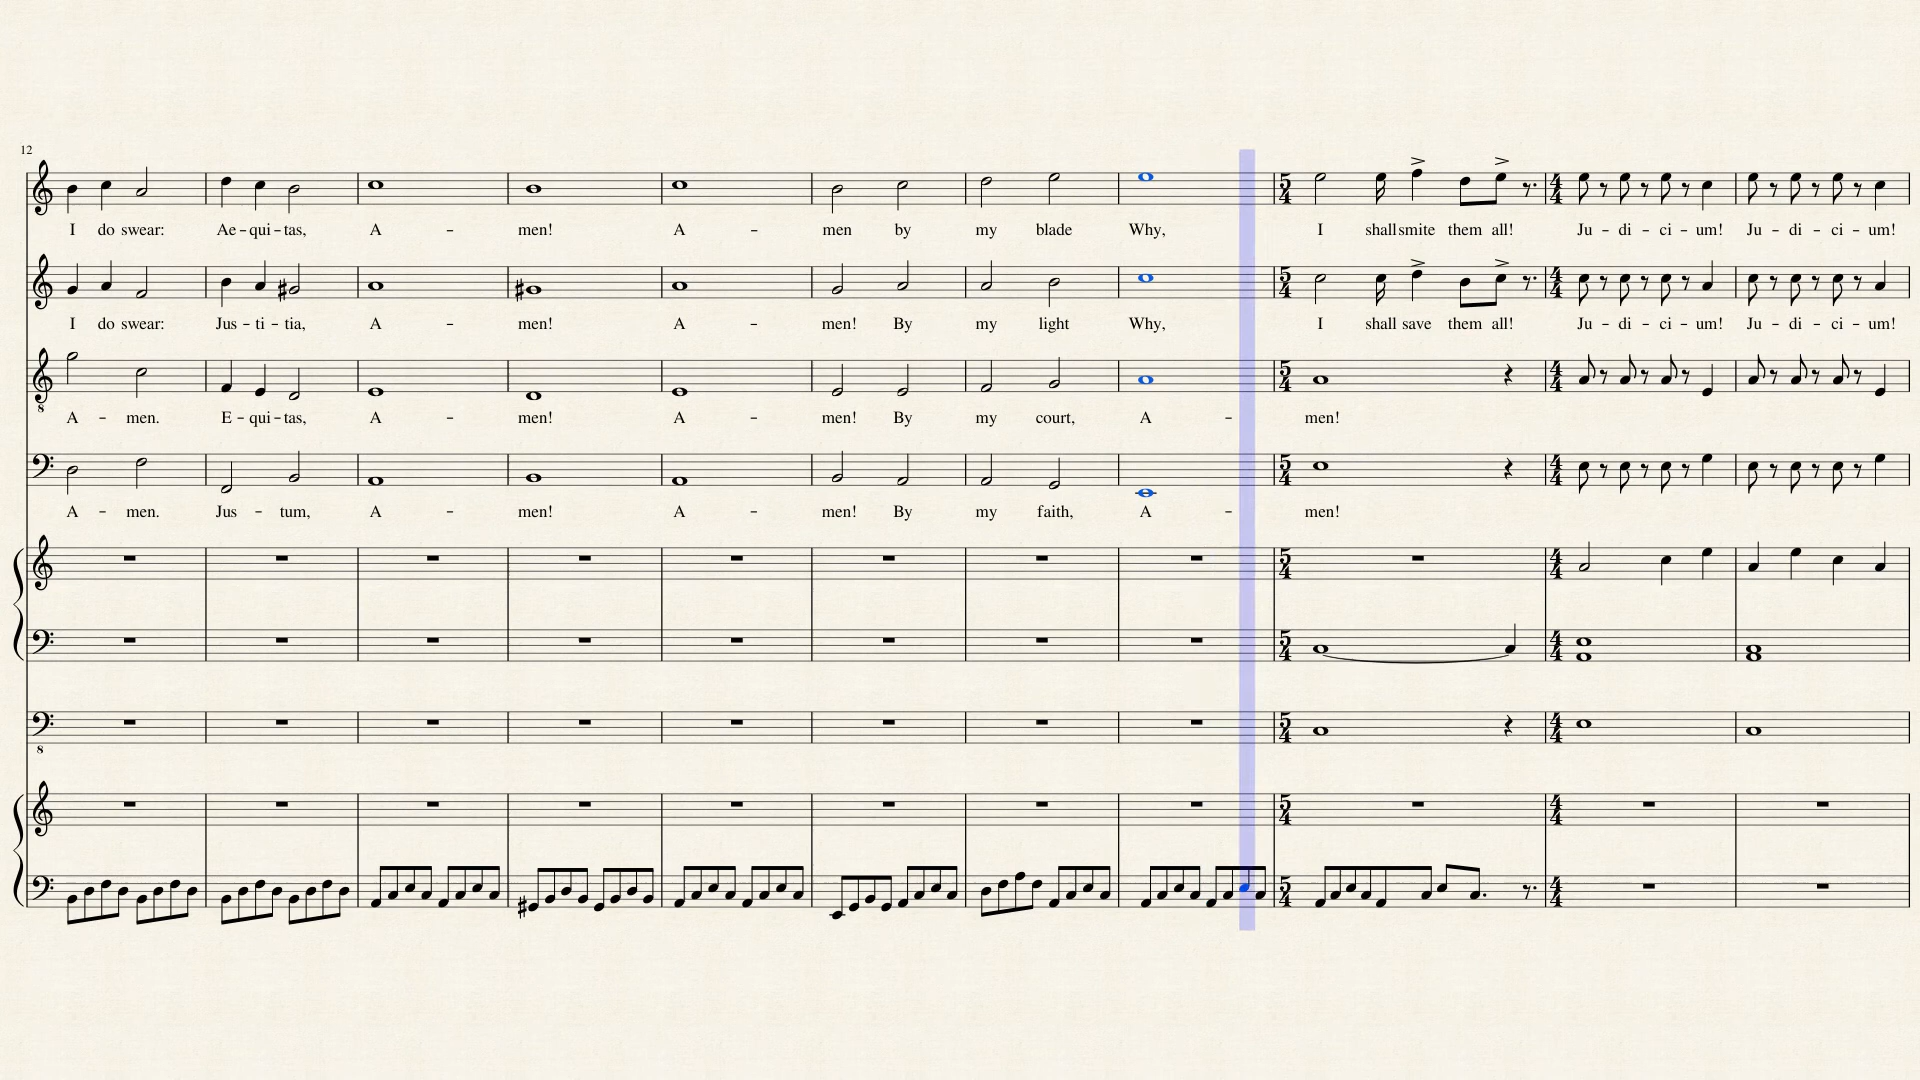 12
I do swear: Ae – qui – tas, A – men! A – men by my blade Why, I shall smite them all! Ju – di – ci – um! Ju – di – ci – um!
I do swear: Jus – ti – tia, A – men! A – men! By my light Why, I shall save them all! Ju – di – ci – um! Ju – di – ci – um!
8
A – men. E – qui – tas, A – men! A – men! By my court, A – men!
A – men. Jus – tum, A – men! A – men! By my faith, A – men!
8